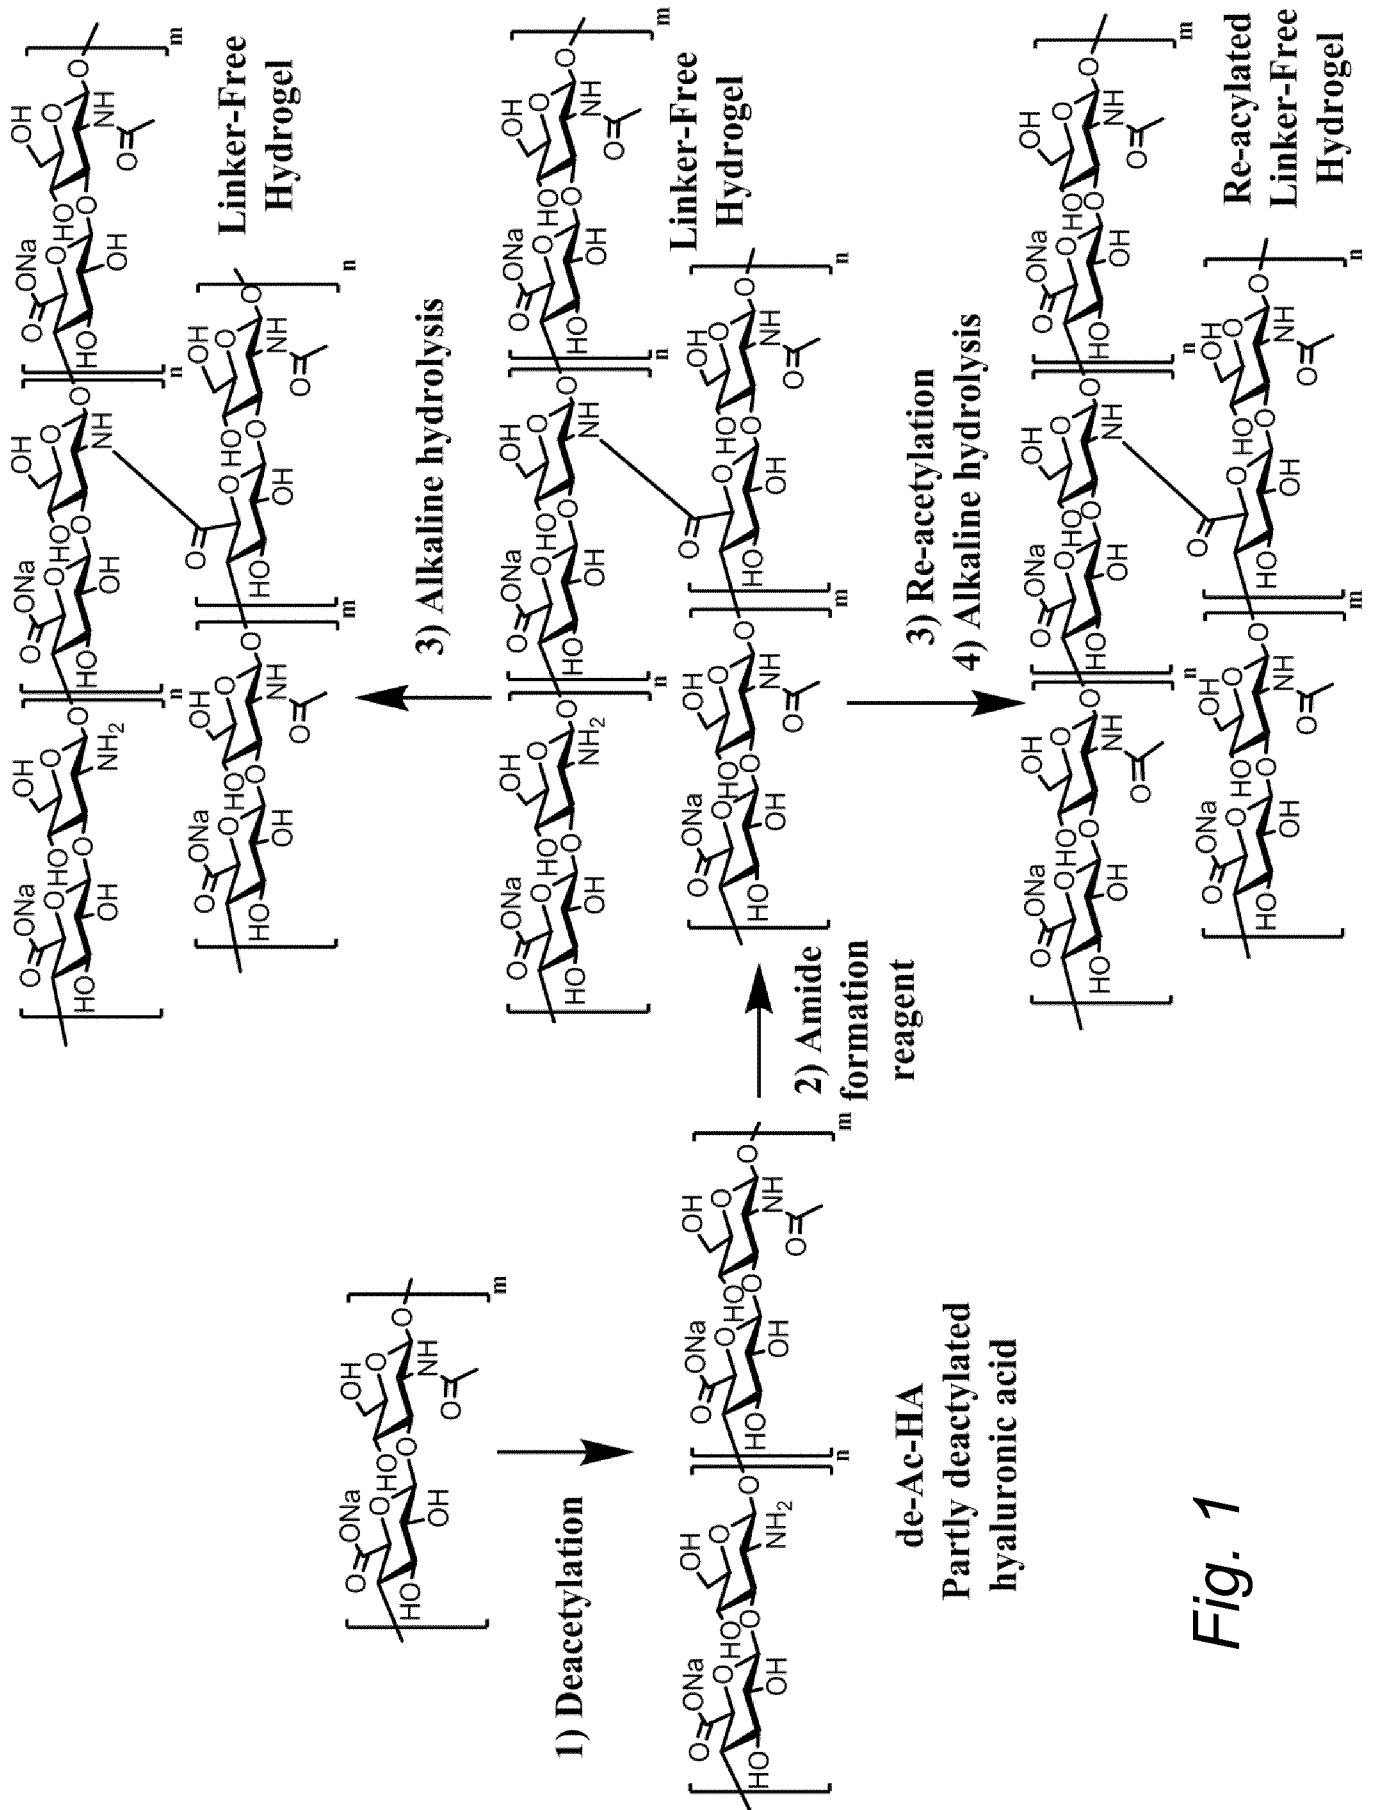 1) Deacetylation
de-Ac-HA
Partly deactylated
hyaluronic acid
2) Amide
formation
reagent
Linker-Free
Hydrogel
3) Alkaline hydrolysis
Linker-Free
Hydrogel
3) Re-acetylation
4) Alkaline hydrolysis
Re-acylated
Linker-Free
Hydrogel
Fig. 1